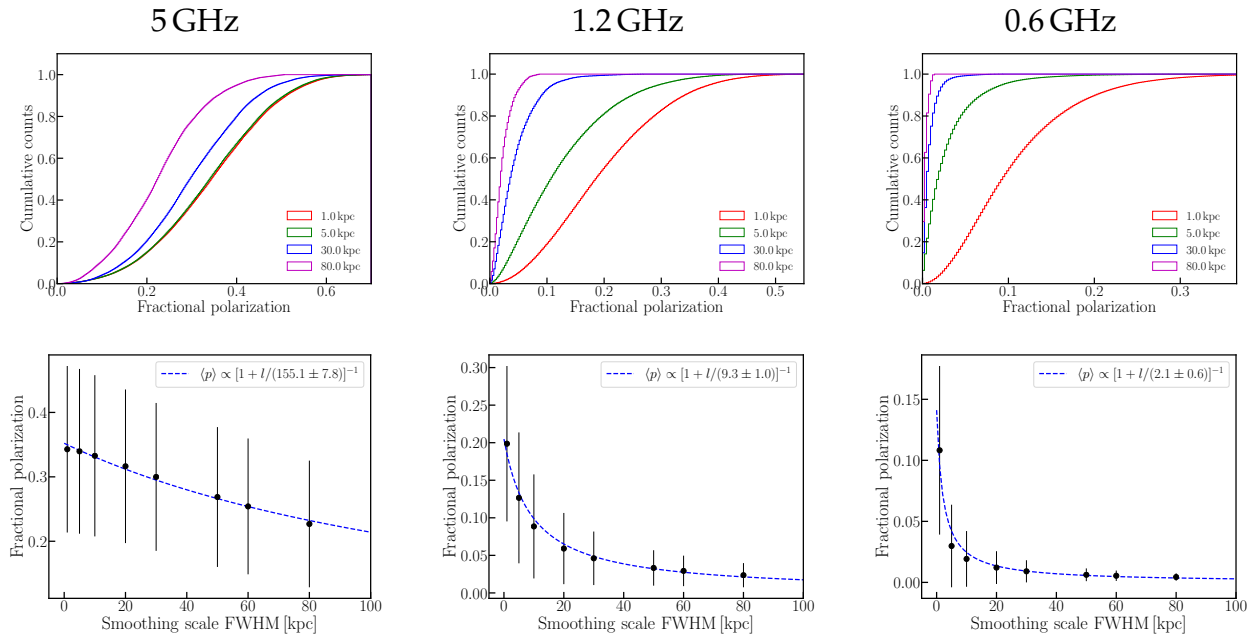 5 GHz
1.2 GHz
0.6 GHz
Cumulative counts
1.0
0.8
0.6
0.4
0.2
0.0
1.0 kpc
5.0 kpc
30.0 kpc
80.0 kpc
0.0 0.2 0.4 0.6
Fractional polarization
Cumulative counts
1.0
0.8
0.6
0.4
0.2
0.0
1.0 kpc
5.0 kpc
30.0 kpc
80.0 kpc
0.0 0.1 0.2 0.3 0.4 0.5
Fractional polarization
Cumulative counts
1.0
0.8
0.6
0.4
0.2
0.0
1.0 kpc
5.0 kpc
30.0 kpc
80.0 kpc
0.0 0.1 0.2 0.3
Fractional polarization
Fractional polarization
0.4
0.3
0.2
⟨p⟩ ∝ [1 + l/(155.1 ± 7.8)]⁻¹
0 20 40 60 80 100
Smoothing scale FWHM [kpc]
Fractional polarization
0.30
0.25
0.20
0.15
0.10
0.05
0.00
⟨p⟩ ∝ [1 + l/(9.3 ± 1.0)]⁻¹
0 20 40 60 80 100
Smoothing scale FWHM [kpc]
Fractional polarization
0.15
0.10
0.05
0.00
⟨p⟩ ∝ [1 + l/(2.1 ± 0.6)]⁻¹
0 20 40 60 80 100
Smoothing scale FWHM [kpc]